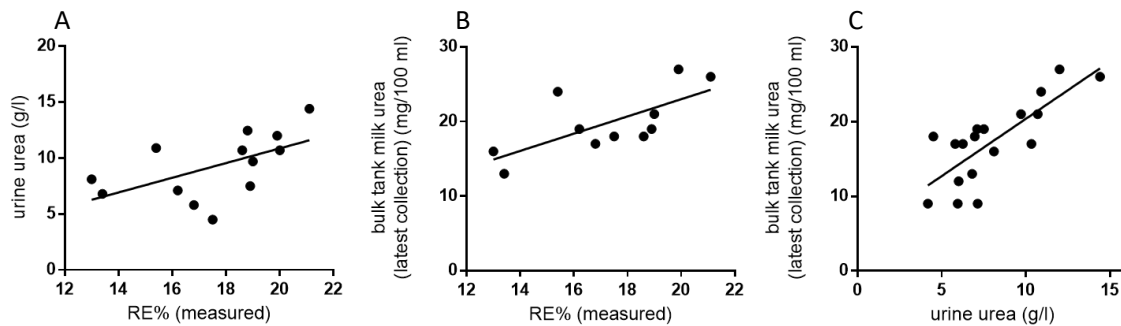 A
urine urea (g/l)
20
15
10
5
0
12 14 16 18 20 22
RE% (measured)
B
bulk tank milk urea
(latest collection) (mg/100 ml)
30
20
10
0
12 14 16 18 20 22
RE% (measured)
C
bulk tank milk urea
(latest collection) (mg/100 ml)
30
20
10
0
0 5 10 15
urine urea (g/l)